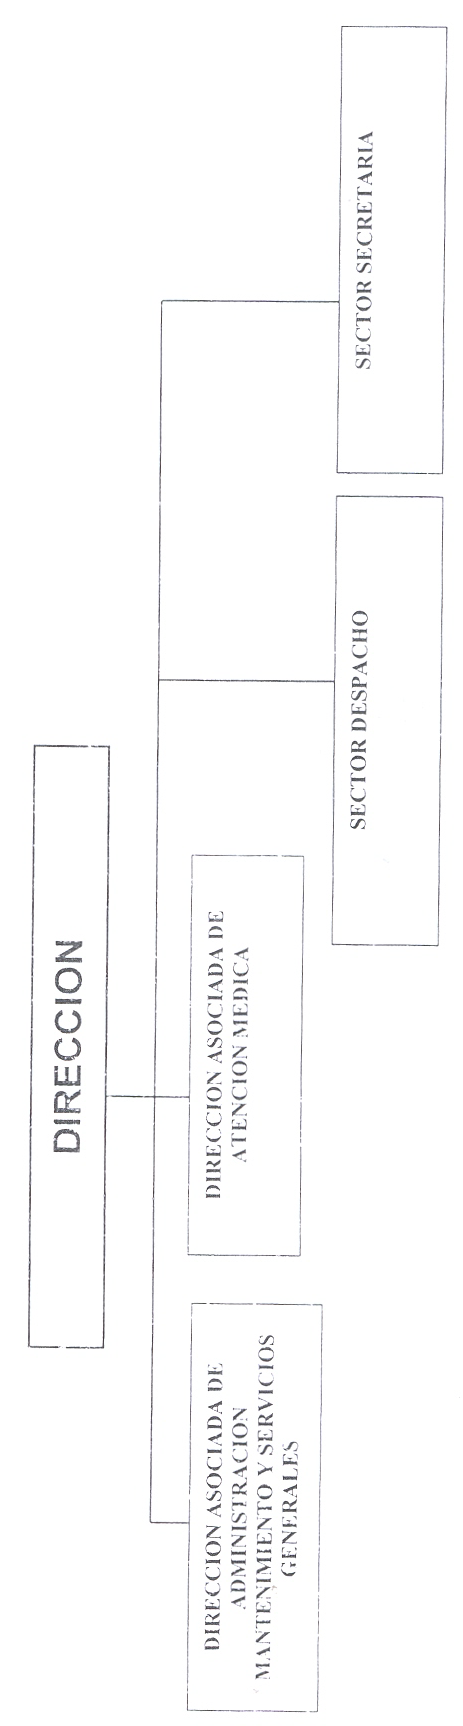 DIRECCION
DIRECCION ASOCIADA DE
ADMINISTRACION
MANTENIMIENTO Y SERVICIOS
GENERALES
DIRECCION ASOCIADA DE
ATENCION MEDICA
SECTOR DESPACHO
SECTOR SECRETARIA